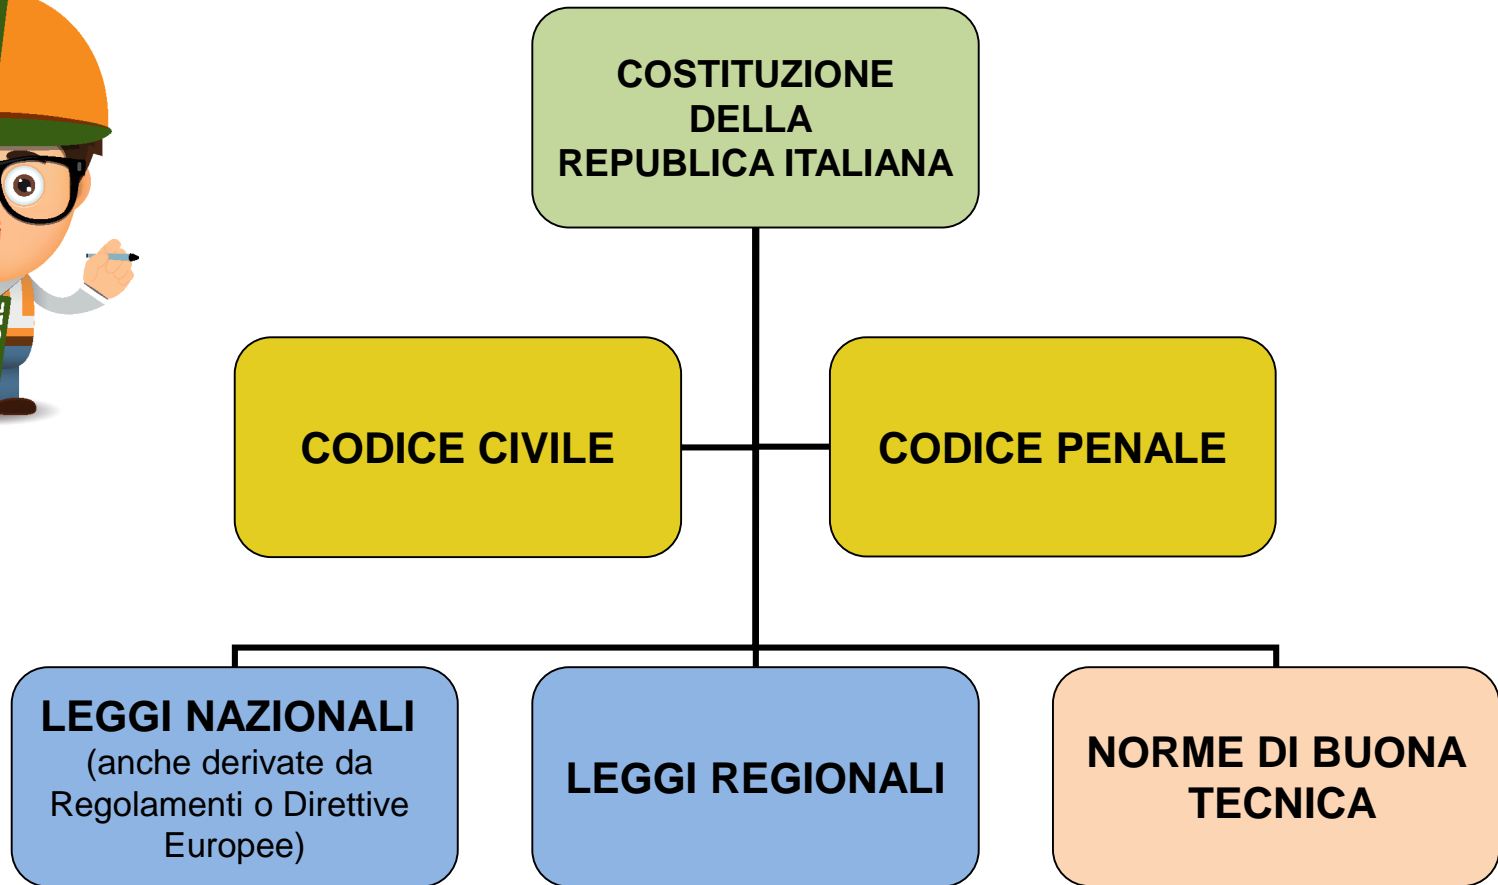 COSTITUZIONE
DELLA
REPUBLICA ITALIANA
CODICE CIVILE
CODICE PENALE
LEGGI NAZIONALI
(anche derivate da
Regolamenti o Direttive
Europee)
LEGGI REGIONALI
NORME DI BUONA
TECNICA